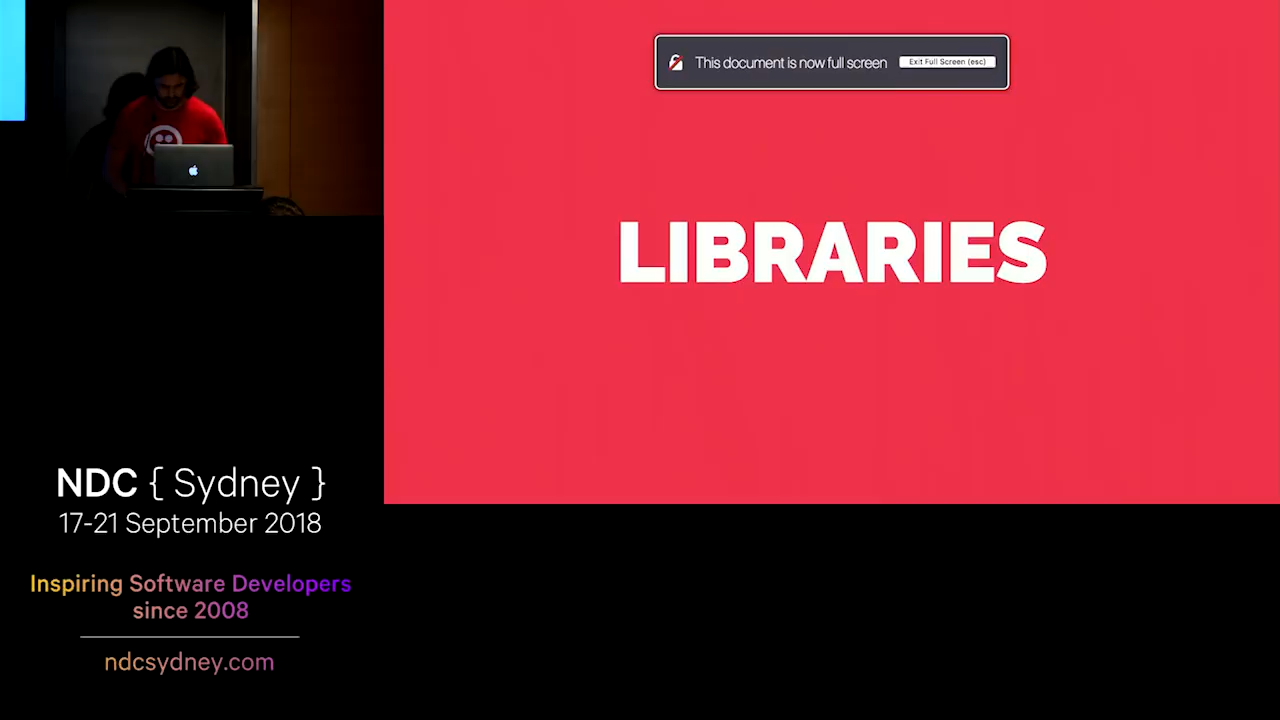 This document is now full screen
Exit Full Screen (esc)
LIBRARIES
NDC { Sydney }
17-21 September 2018
Inspiring Software Developers
since 2008
ndcsydney.com